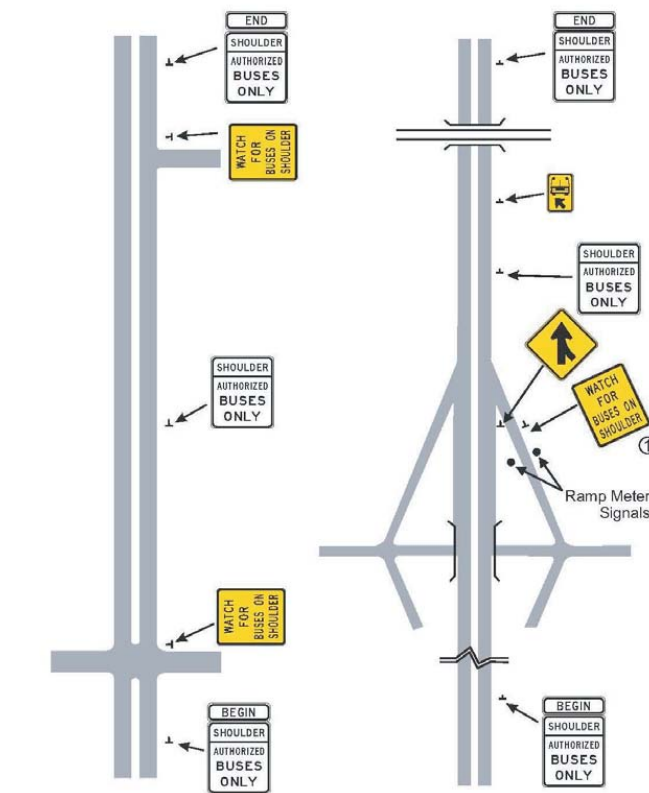 END
SHOULDER
AUTHORIZED
BUSES
ONLY
WATCH
FOR
BUSES ON
SHOULDER
SHOULDER
AUTHORIZED
BUSES
ONLY
WATCH
FOR
BUSES ON
SHOULDER
BEGIN
SHOULDER
AUTHORIZED
BUSES
ONLY
END
SHOULDER
AUTHORIZED
BUSES
ONLY
SHOULDER
AUTHORIZED
BUSES
ONLY
WATCH
FOR
BUSES ON
SHOULDER
1
Ramp Meter
Signals
BEGIN
SHOULDER
AUTHORIZED
BUSES
ONLY